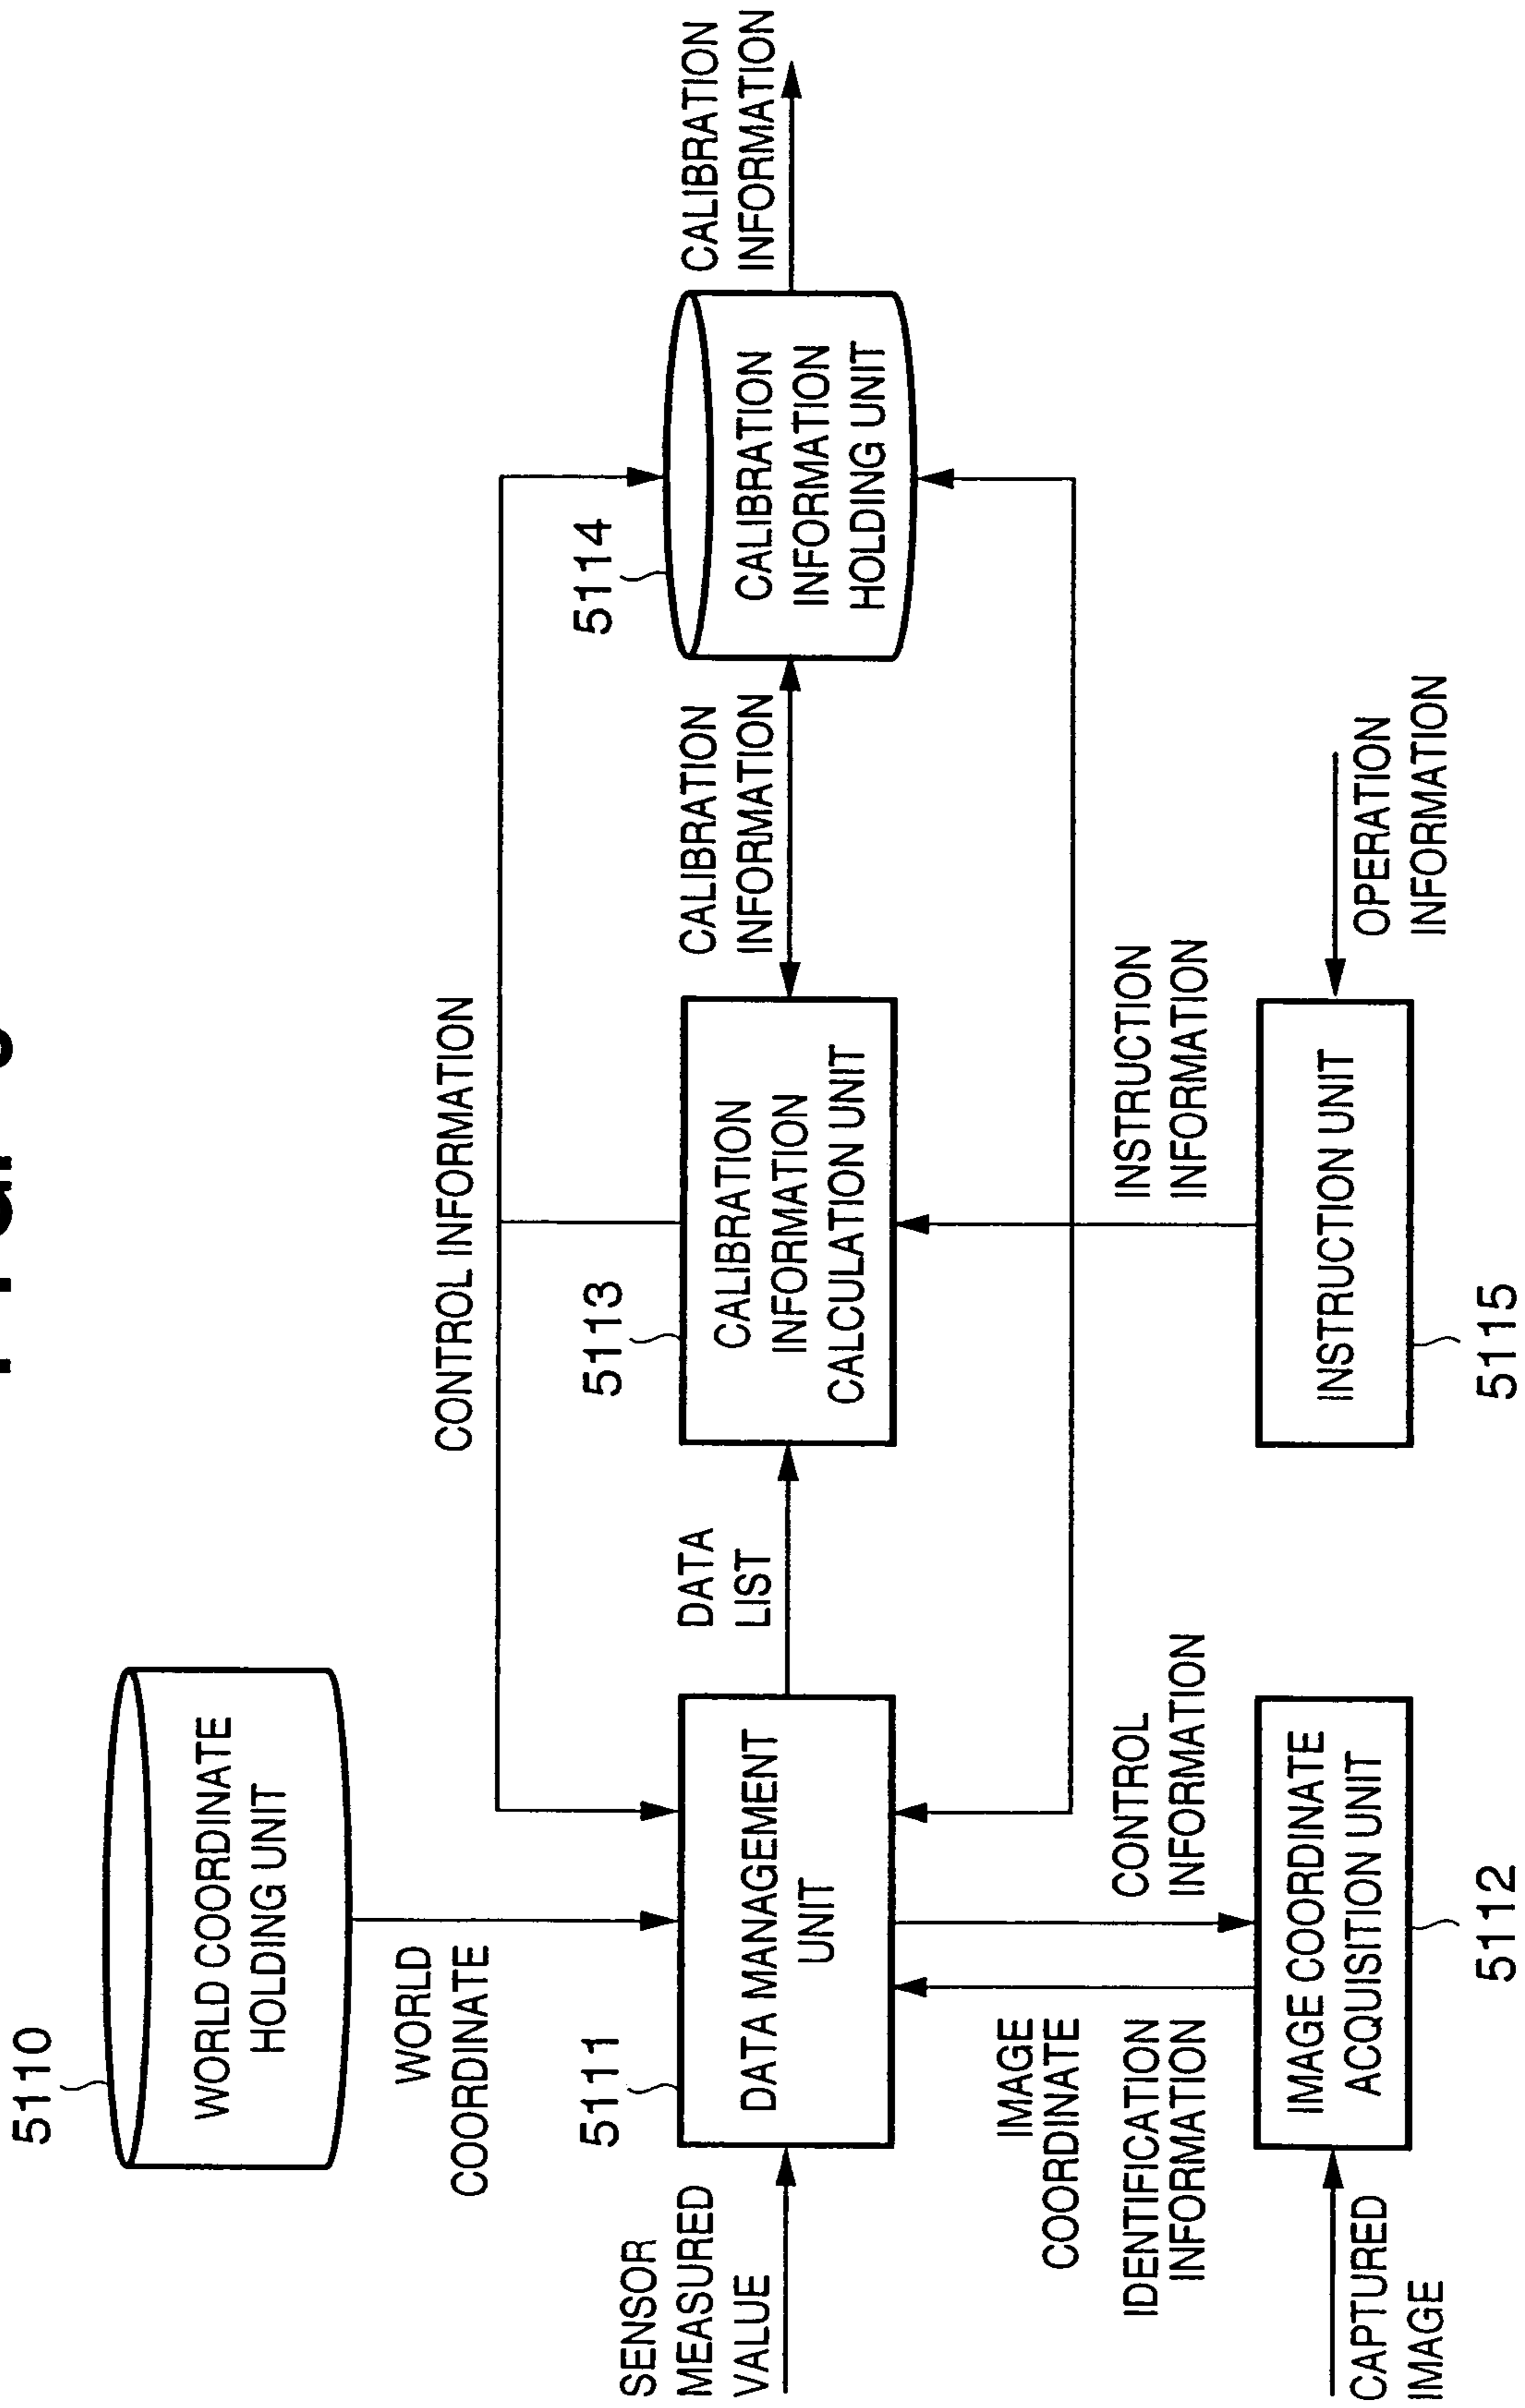 5110
WORLD COORDINATE
HOLDING UNIT
WORLD
COORDINATE
CONTROL INFORMATION
SENSOR
MEASURED
VALUE
5111
DATA MANAGEMENT
UNIT
DATA
LIST
5113
CALIBRATION
INFORMATION
CALCULATION UNIT
CALIBRATION
INFORMATION
5114
CALIBRATION
INFORMATION
HOLDING UNIT
CALIBRATION
INFORMATION
IMAGE
COORDINATE
IDENTIFICATION
INFORMATION
CONTROL
INFORMATION
INSTRUCTION
INFORMATION
CAPTURED
IMAGE
IMAGE COORDINATE
ACQUISITION UNIT
5112
INSTRUCTION UNIT
5115
OPERATION
INFORMATION